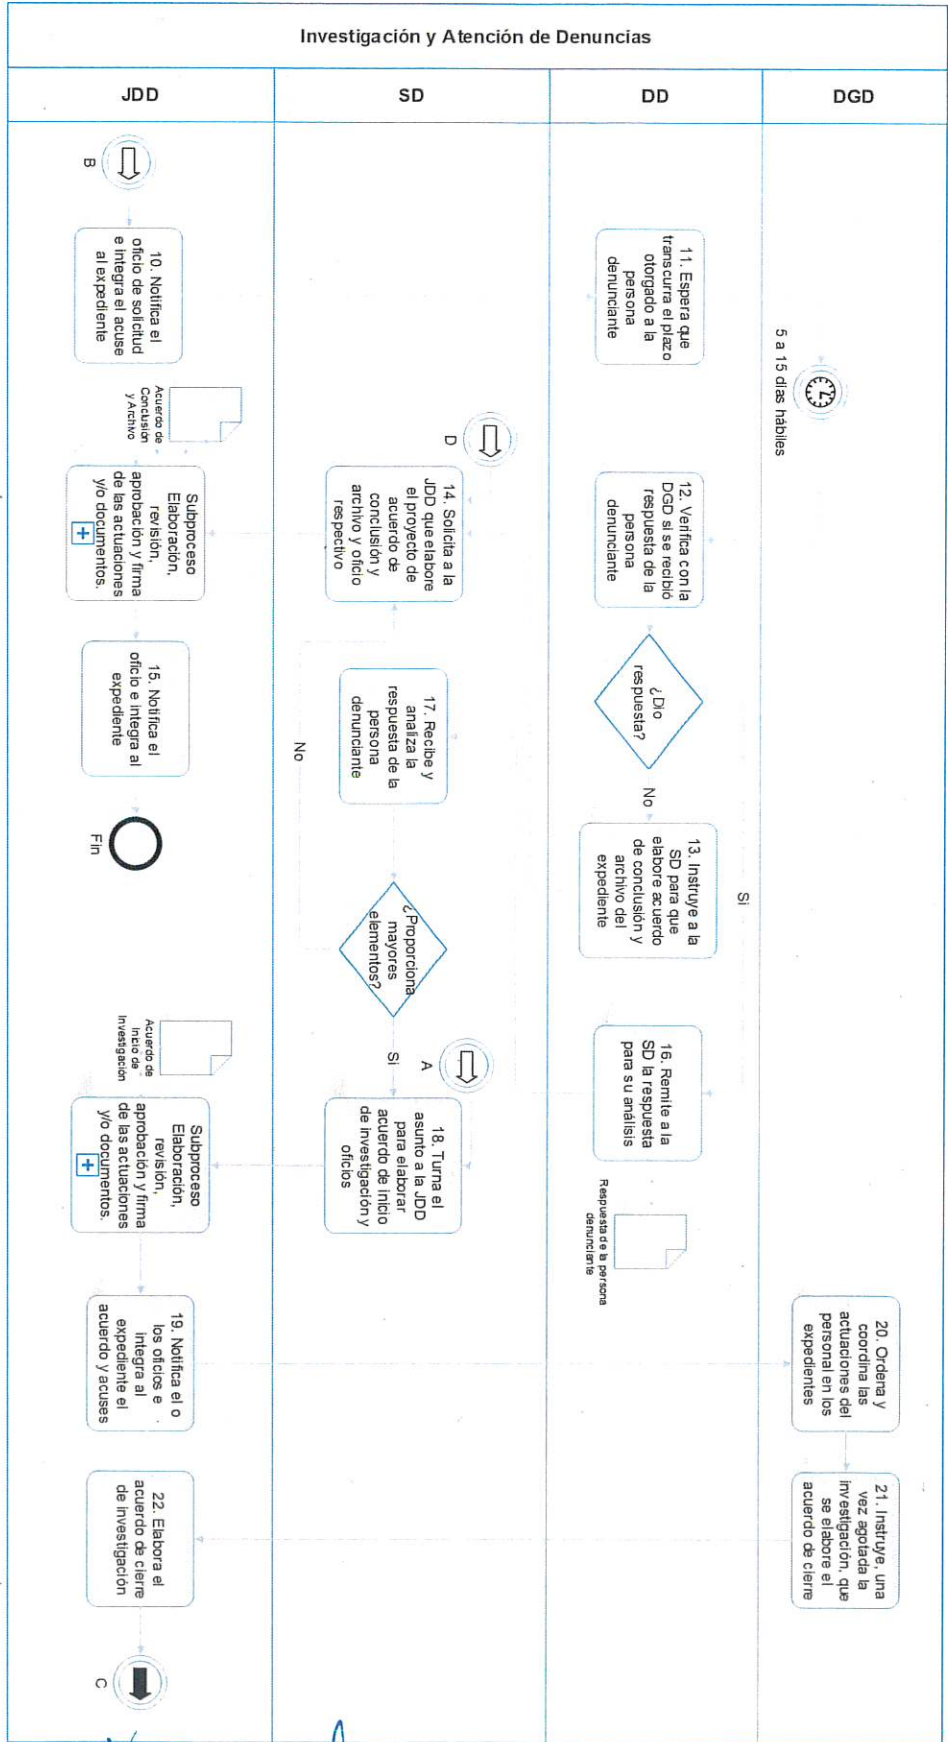 Investigación y Atención de Denuncias
JDD
SD
DD
DGD
B
10. Notifica el
oficio de solicitud
e integra el acuse
al expediente
11. Espera que
transcurra el plazo
otorgado a la
persona
denunciante
5 a 15 días hábiles
12. Verifica con la
DGD si se recibió
respuesta de la
persona
denunciante
¿Dio
respuesta?
No
Si
13. Instruye a la
SD para que
elabore acuerdo
de conclusión y
archivo del
expediente
D
14. Solicita a la
JDD que elabore
el proyecto de
acuerdo de
conclusión y
archivo y oficio
respectivo
Acuerdo de
Conclusión
y Archivo
Subproceso
Elaboración,
revisión,
aprobación y firma
de las actuaciones
y/o documentos.
15. Notifica el
oficio e integra al
expediente
Fin
16. Remite a la
SD la respuesta
para su análisis
Respuesta de la persona
denunciante
17. Recibe y
analiza la
respuesta de la
persona
denunciante
¿Proporciona
mayores
elementos?
No
Si
A
18. Turna el
asunto a la JDD
para elaborar
acuerdo de inicio
de investigación y
oficios
Acuerdo de
Inicio de
Investigación
Subproceso
Elaboración,
revisión,
aprobación y firma
de las actuaciones
y/o documentos.
19. Notifica el o
los oficios e
integra al
expediente el
acuerdo y acuses
20. Ordena y
coordina las
actuaciones del
personal en los
expedientes
21. Instruye, una
vez agotada la
investigación, que
se elabore el
acuerdo de cierre
22. Elabora el
acuerdo de cierre
de investigación
C